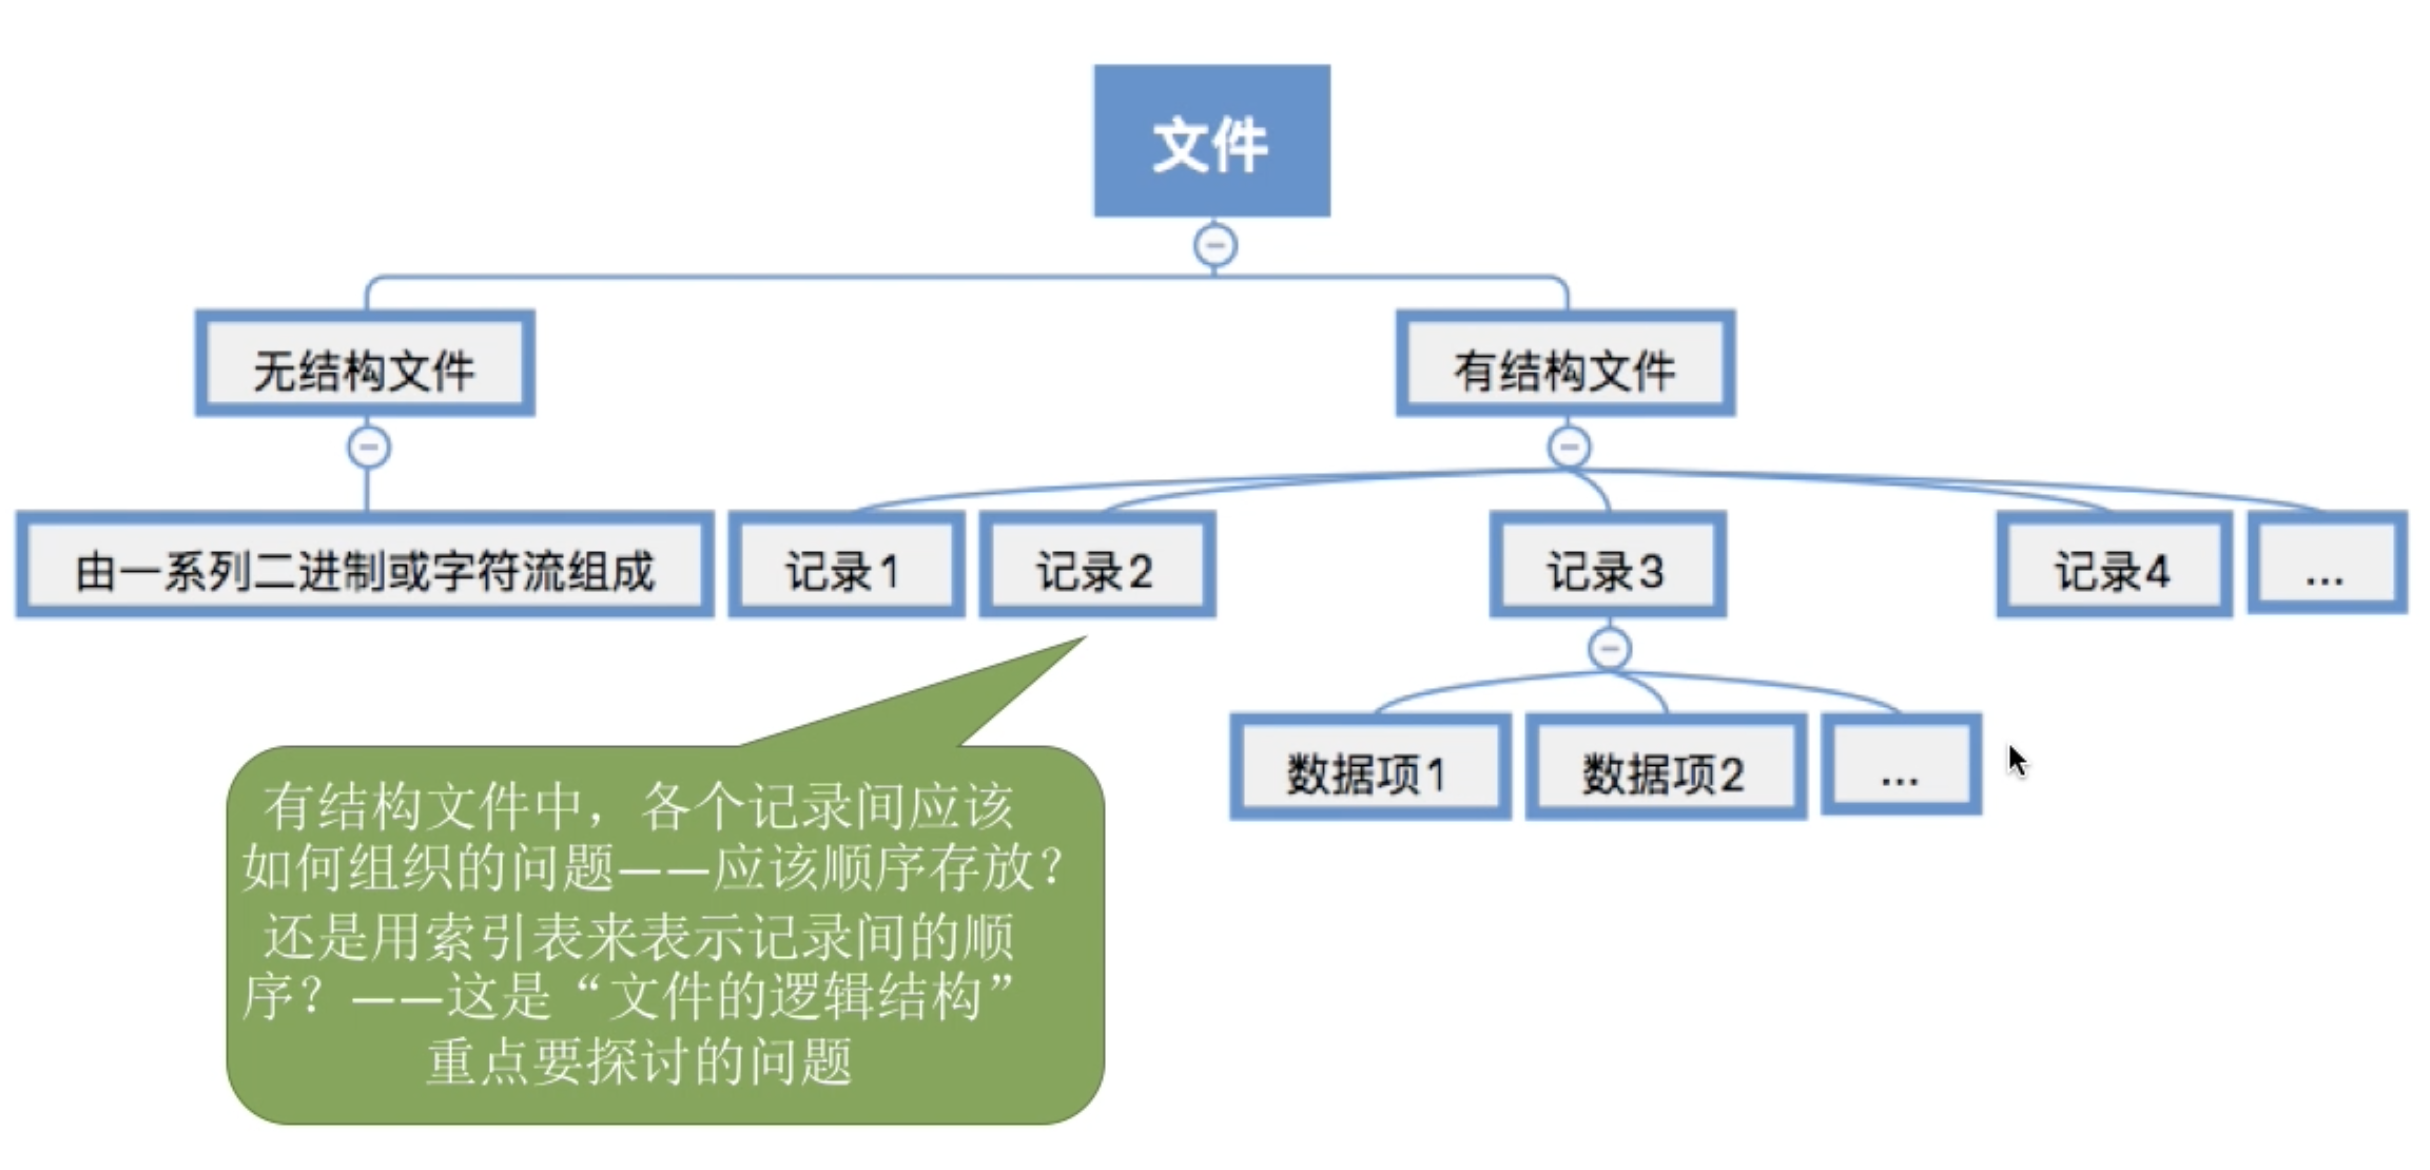 文件
无结构文件
有结构文件
由一系列二进制或字符流组成
记录1
记录2
记录3
记录4
...
数据项1
数据项2
...
有结构文件中，各个记录间应该
如何组织的问题——应该顺序存放？
还是用索引表来表示记录间的顺
序？——这是“文件的逻辑结构”
重点要探讨的问题